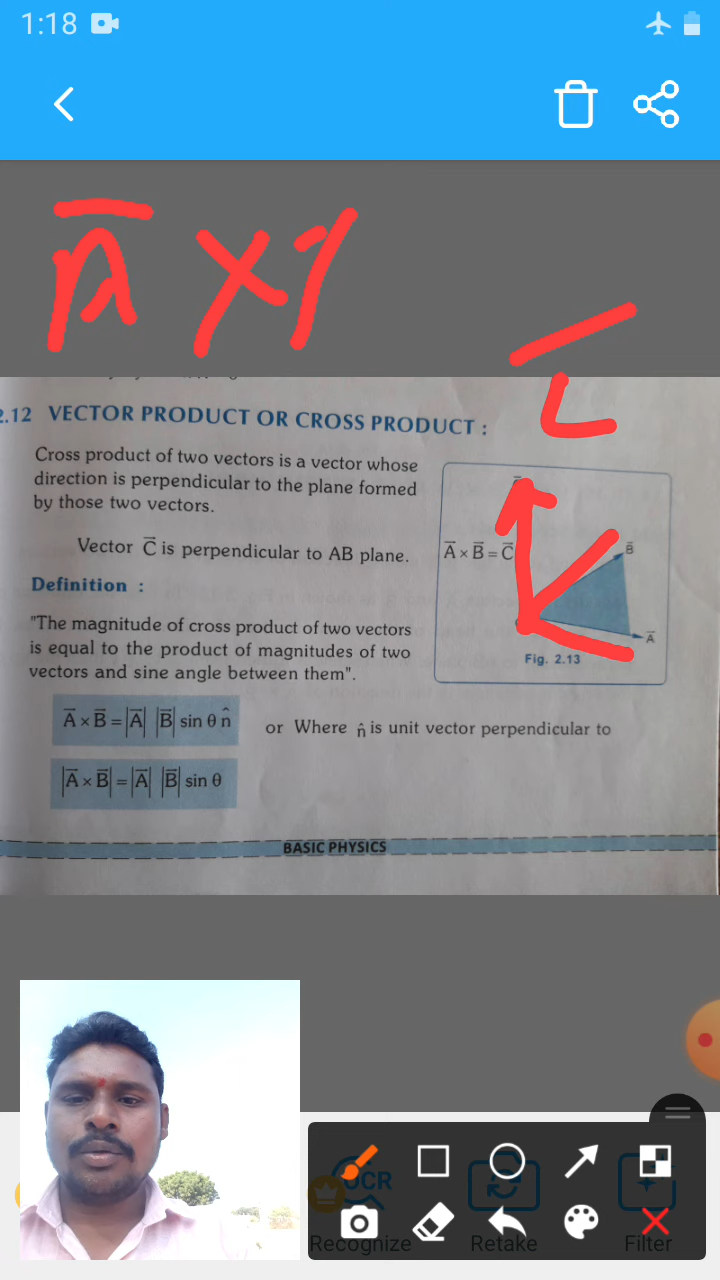 1:18
2.12 VECTOR PRODUCT OR CROSS PRODUCT :
Cross product of two vectors is a vector whose
direction is perpendicular to the plane formed
by those two vectors.
Vector C⃗ is perpendicular to AB plane.
Definition :
"The magnitude of cross product of two vectors
is equal to the product of magnitudes of two
vectors and sine angle between them".
A⃗ × B⃗ = |A⃗| |B⃗| sin θ n̂ or Where n̂ is unit vector perpendicular to
|A⃗ × B⃗| = |A⃗| |B⃗| sin θ
A⃗ × B⃗ = C⃗
B⃗
A⃗
Fig. 2.13
BASIC PHYSICS
OCR
Recognize
Retake
Filter